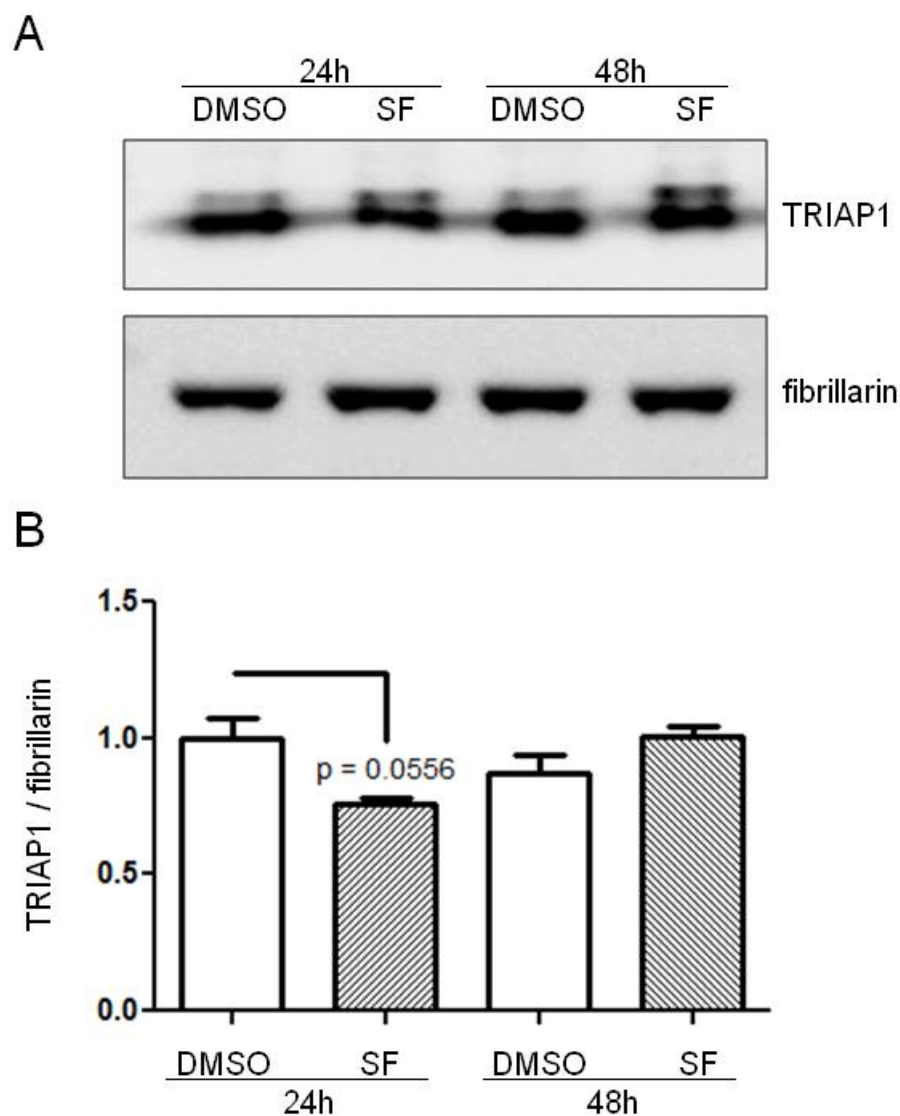 A
24h 48h
DMSO SF DMSO SF
TRIAP1
fibrillarin
B
TRIAP1 / fibrillarin
1.5
1.0
p = 0.0556
0.5
0.0
DMSO SF DMSO SF
24h 48h